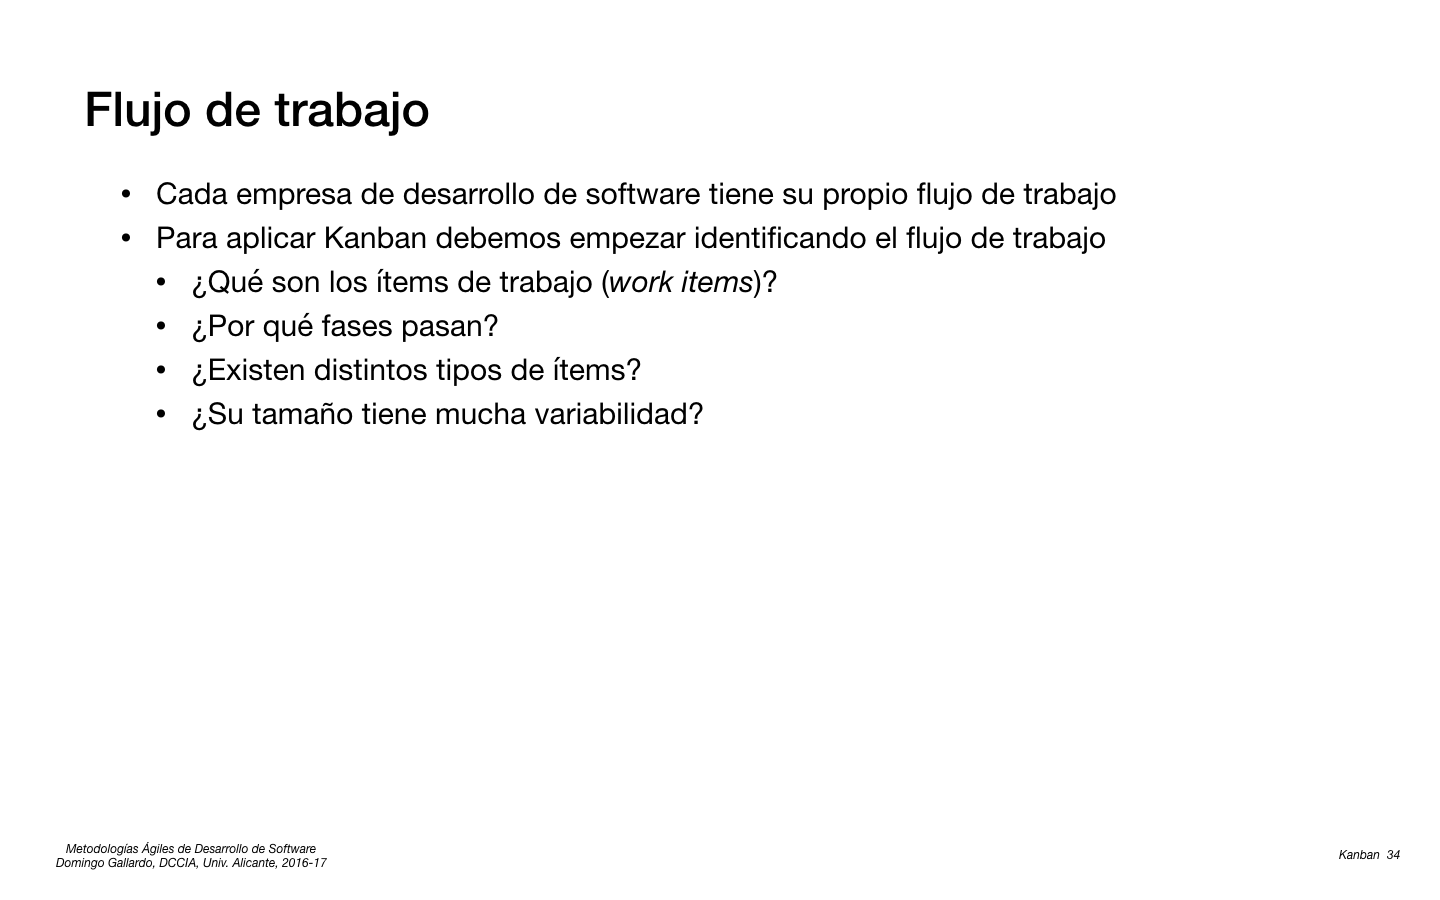 Flujo de trabajo
• Cada empresa de desarrollo de software tiene su propio flujo de trabajo
• Para aplicar Kanban debemos empezar identificando el flujo de trabajo
• ¿Qué son los ítems de trabajo (work items)?
• ¿Por qué fases pasan?
• ¿Existen distintos tipos de ítems?
• ¿Su tamaño tiene mucha variabilidad?
Metodologías Ágiles de Desarrollo de Software
Domingo Gallardo, DCCIA, Univ. Alicante, 2016-17
Kanban 34